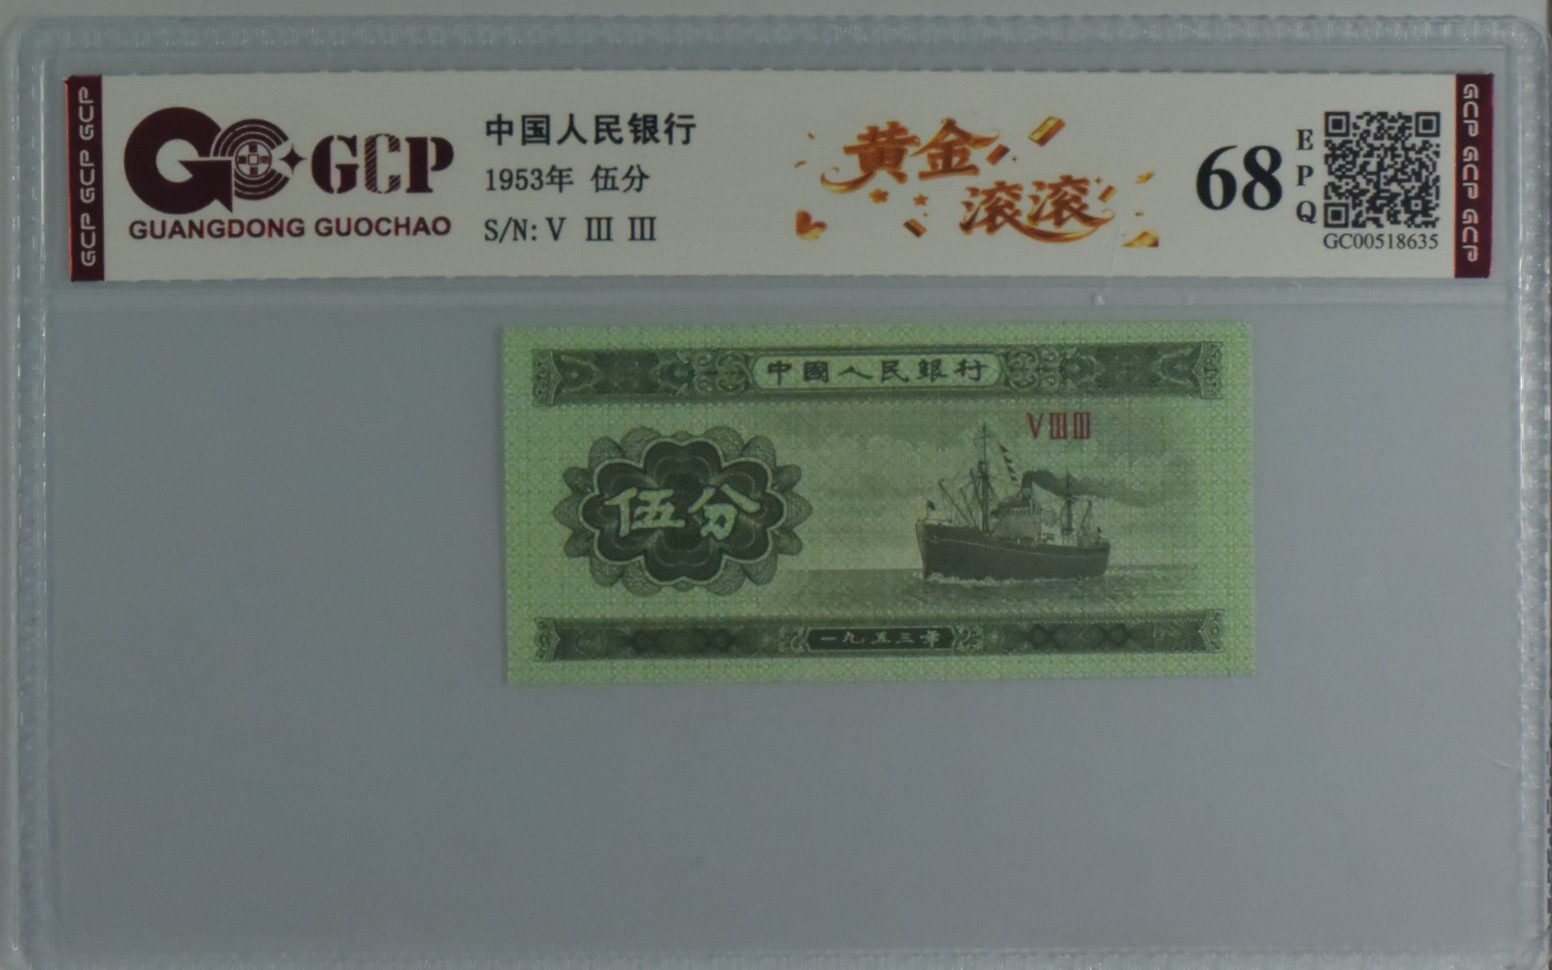 GCP GCP GCP
GCP
GUANGDONG GUOCHAO
中国人民银行
1953年 伍分
S/N: V Ⅲ Ⅲ
黄金
滚滚
68
EPQ
GC00518635
GCP GCP GCP
中國人民銀行
VⅢⅢ
伍分
一九五三年